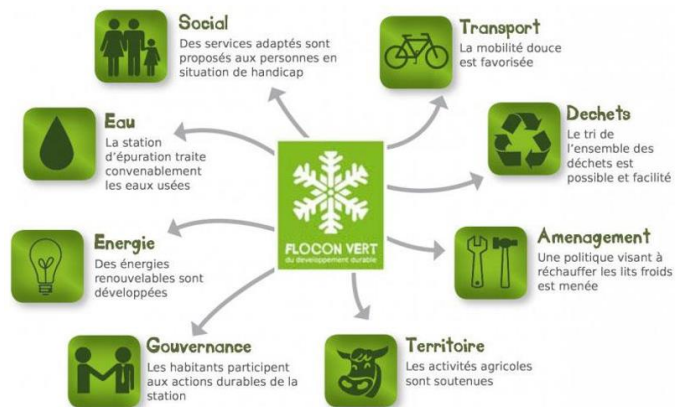 Social
Des services adaptés sont
proposés aux personnes en
situation de handicap
Transport
La mobilité douce
est favorisée
Eau
La station
d'épuration traite
convenablement
les eaux usées
Dechets
Le tri de
l'ensemble des
déchets est
possible et facilité
FLOCON VERT
du developpement durable
Energie
Des énergies
renouvelables sont
développées
Amenagement
Une politique visant à
réchauffer les lits froids
est menée
Gouvernance
Les habitants participent
aux actions durables de la
station
Territoire
Les activités agricoles
sont soutenues